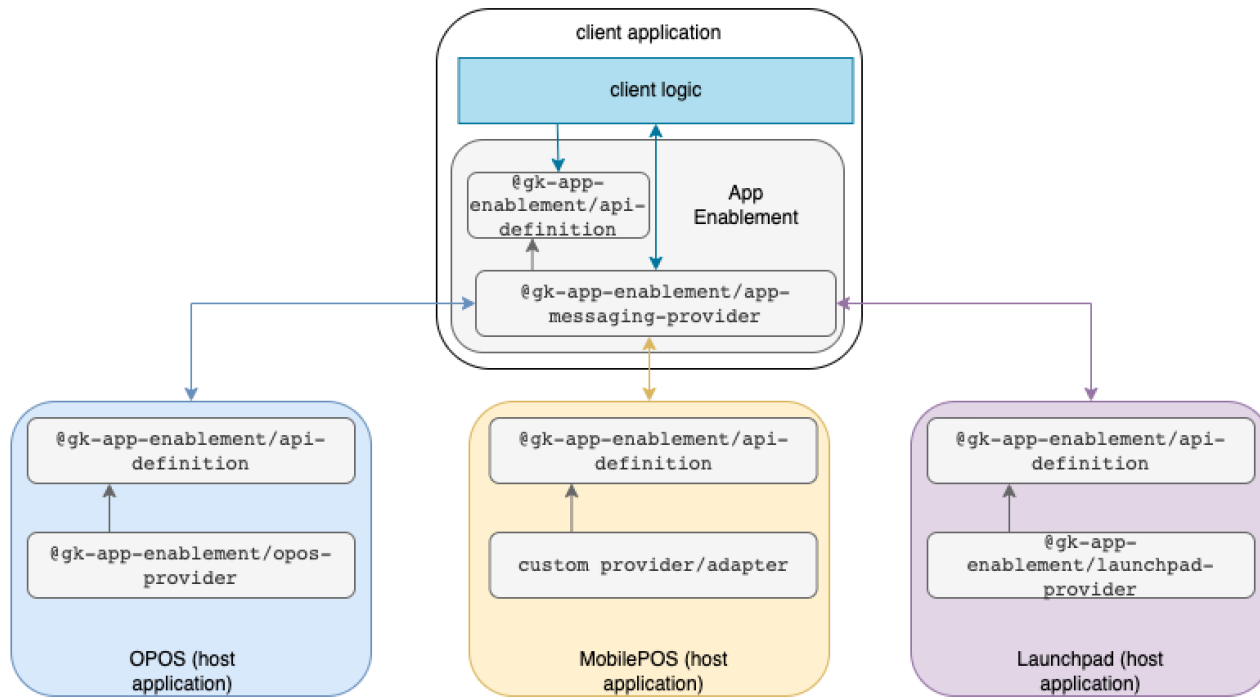 client application
client logic
@gk-app-
enablement/api-
definition
App
Enablement
@gk-app-enablement/app-
messaging-provider
@gk-app-enablement/api-
definition
@gk-app-enablement/opos-
provider
OPOS (host
application)
@gk-app-enablement/api-
definition
custom provider/adapter
MobilePOS (host
application)
@gk-app-enablement/api-
definition
@gk-app-
enablement/launchpad-
provider
Launchpad (host
application)